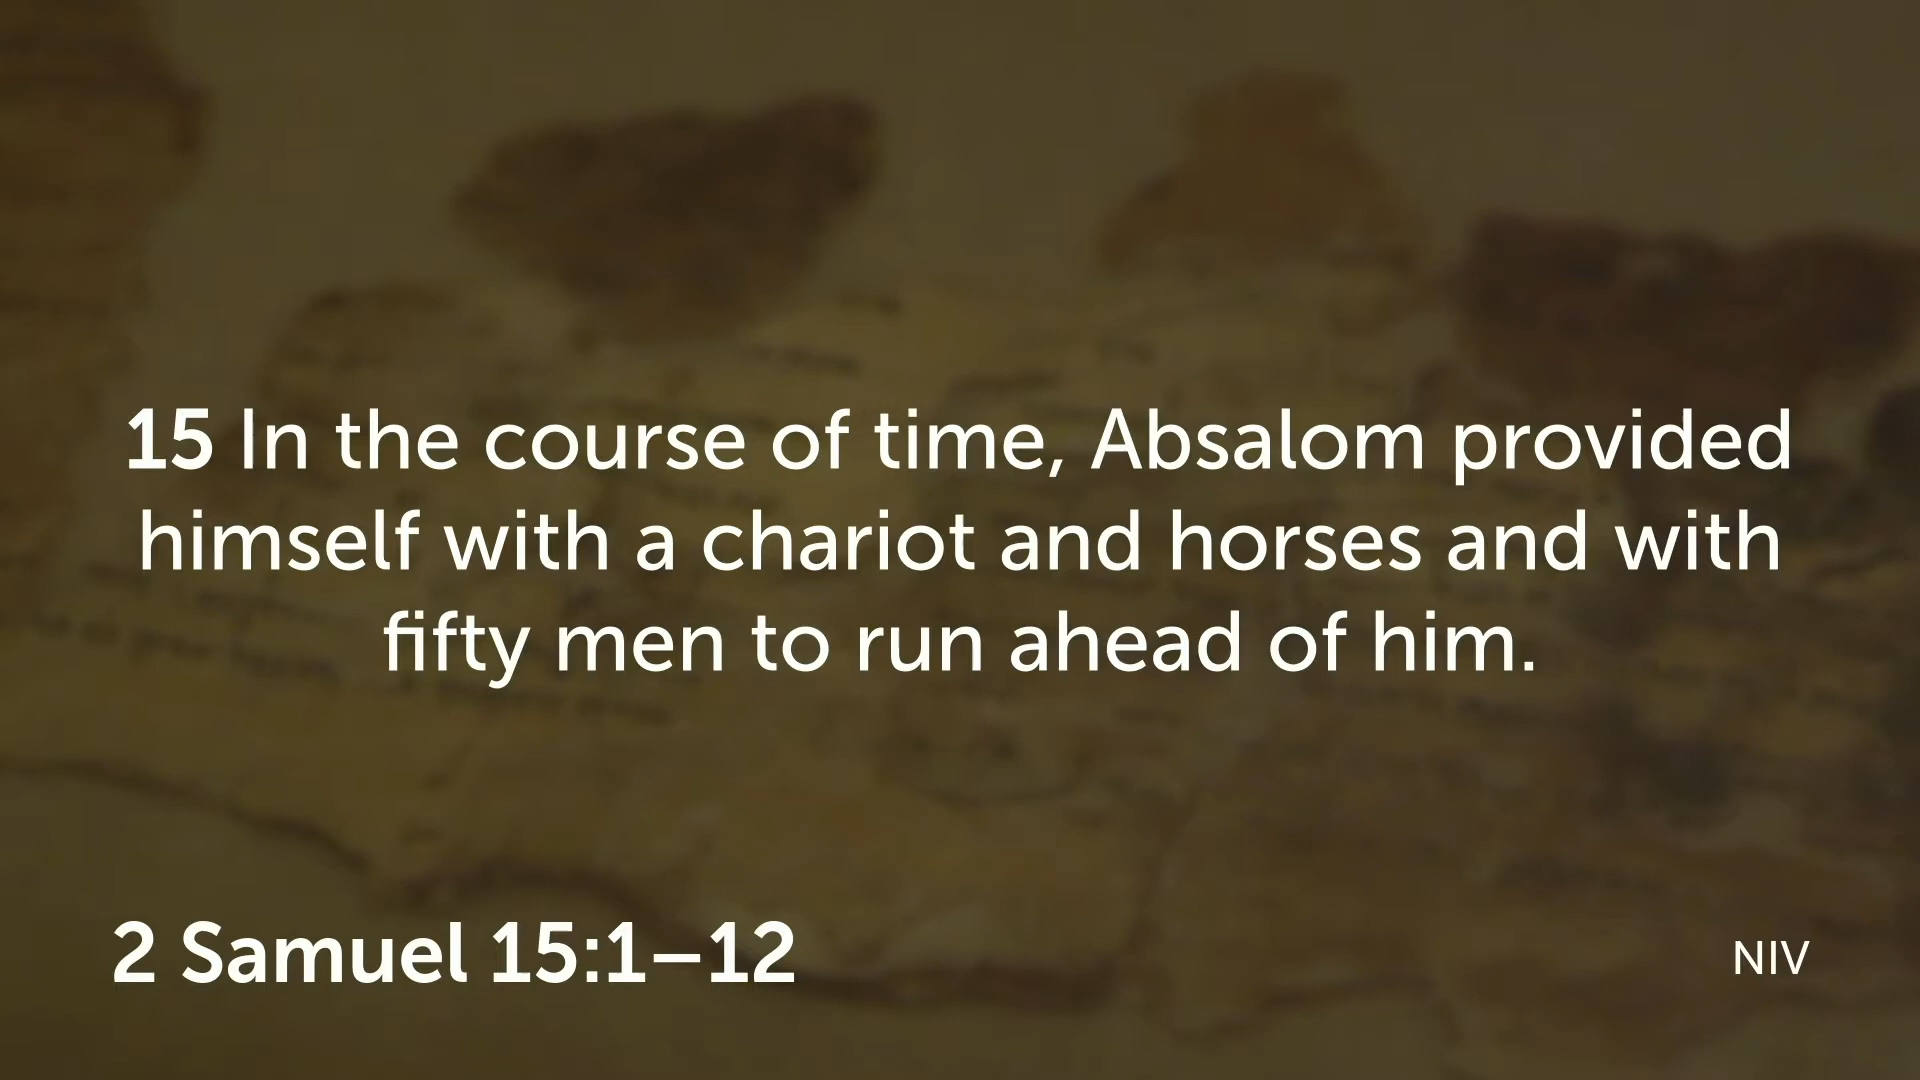 15 In the course of time, Absalom provided
himself with a chariot and horses and with
fifty men to run ahead of him.
2 Samuel 15:1–12
NIV